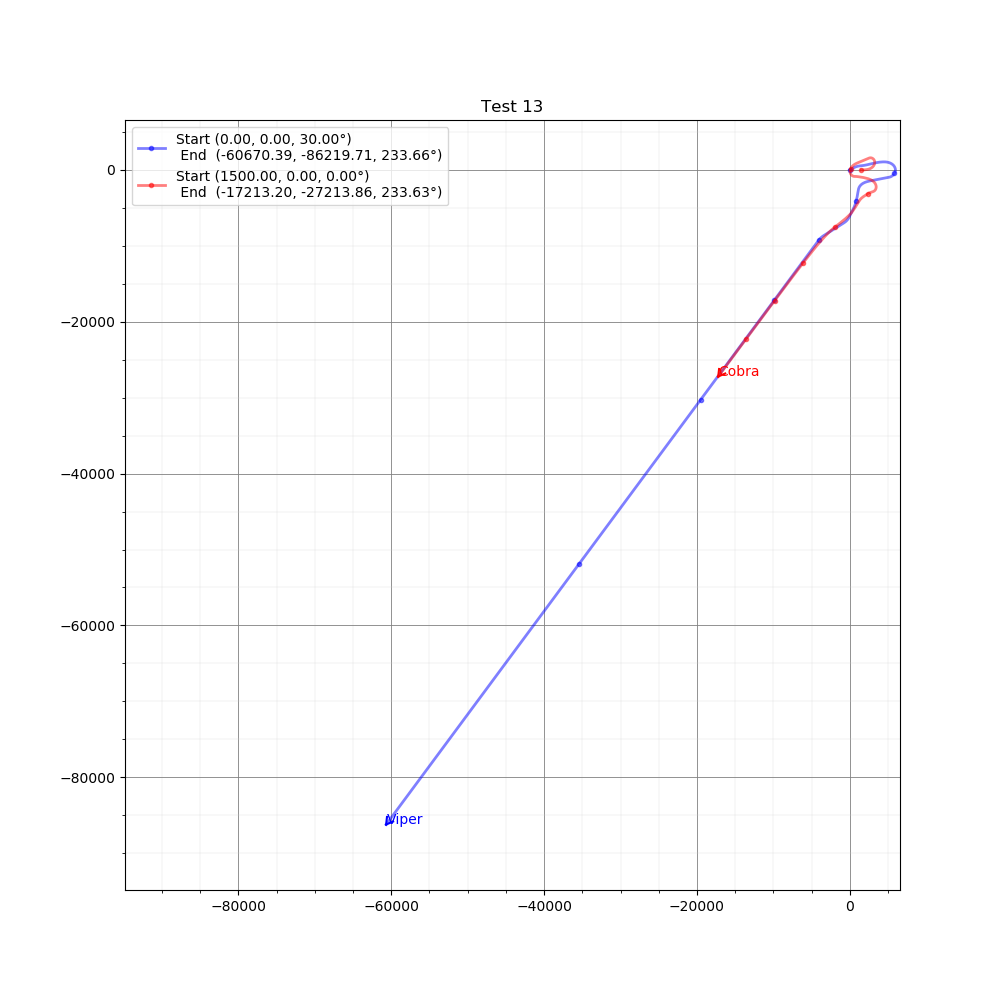 Test 13
Start (0.00, 0.00, 30.00°)
End (-60670.39, -86219.71, 233.66°)
Start (1500.00, 0.00, 0.00°)
End (-17213.20, -27213.86, 233.63°)
0
−20000
−40000
−60000
−80000
Cobra
Viper
−80000 −60000 −40000 −20000 0